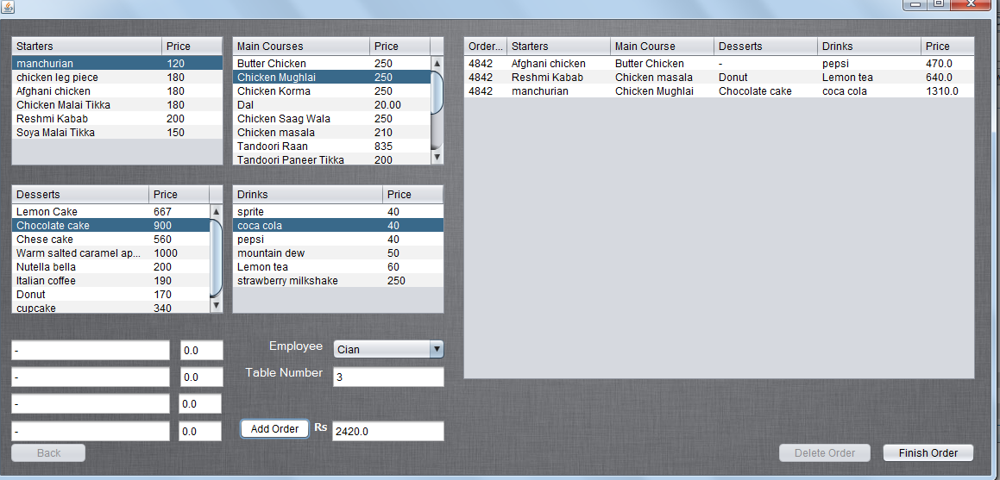 Starters Price
manchurian 120
chicken leg piece 180
Afghani chicken 180
Chicken Malai Tikka 180
Reshmi Kabab 200
Soya Malai Tikka 150
Main Courses Price
Butter Chicken 250
Chicken Mughlai 250
Chicken Korma 250
Dal 20.00
Chicken Saag Wala 250
Chicken masala 210
Tandoori Raan 835
Tandoori Paneer Tikka 200
Order... Starters Main Course Desserts Drinks Price
4842 Afghani chicken Butter Chicken - pepsi 470.0
4842 Reshmi Kabab Chicken masala Donut Lemon tea 640.0
4842 manchurian Chicken Mughlai Chocolate cake coca cola 1310.0
Desserts Price
Lemon Cake 667
Chocolate cake 900
Chese cake 560
Warm salted caramel ap... 1000
Nutella bella 200
Italian coffee 190
Donut 170
cupcake 340
Drinks Price
sprite 40
coca cola 40
pepsi 40
mountain dew 50
Lemon tea 60
strawberry milkshake 250
- 0.0
- 0.0
- 0.0
- 0.0
Employee Cian
Table Number 3
Add Order Rs 2420.0
Back
Delete Order Finish Order